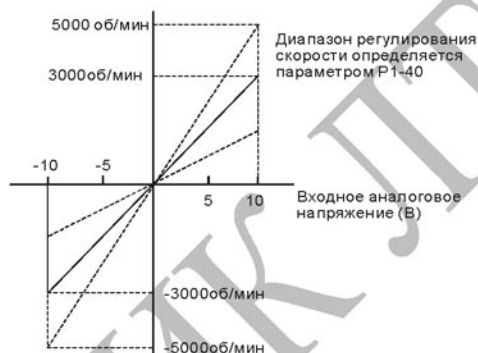 5000 об/мин
Диапазон регулирования
скорости определяется
параметром P1-40
3000об/мин
-10
-5
5
10
Входное аналоговое
напряжение (В)
-3000об/мин
-5000об/мин